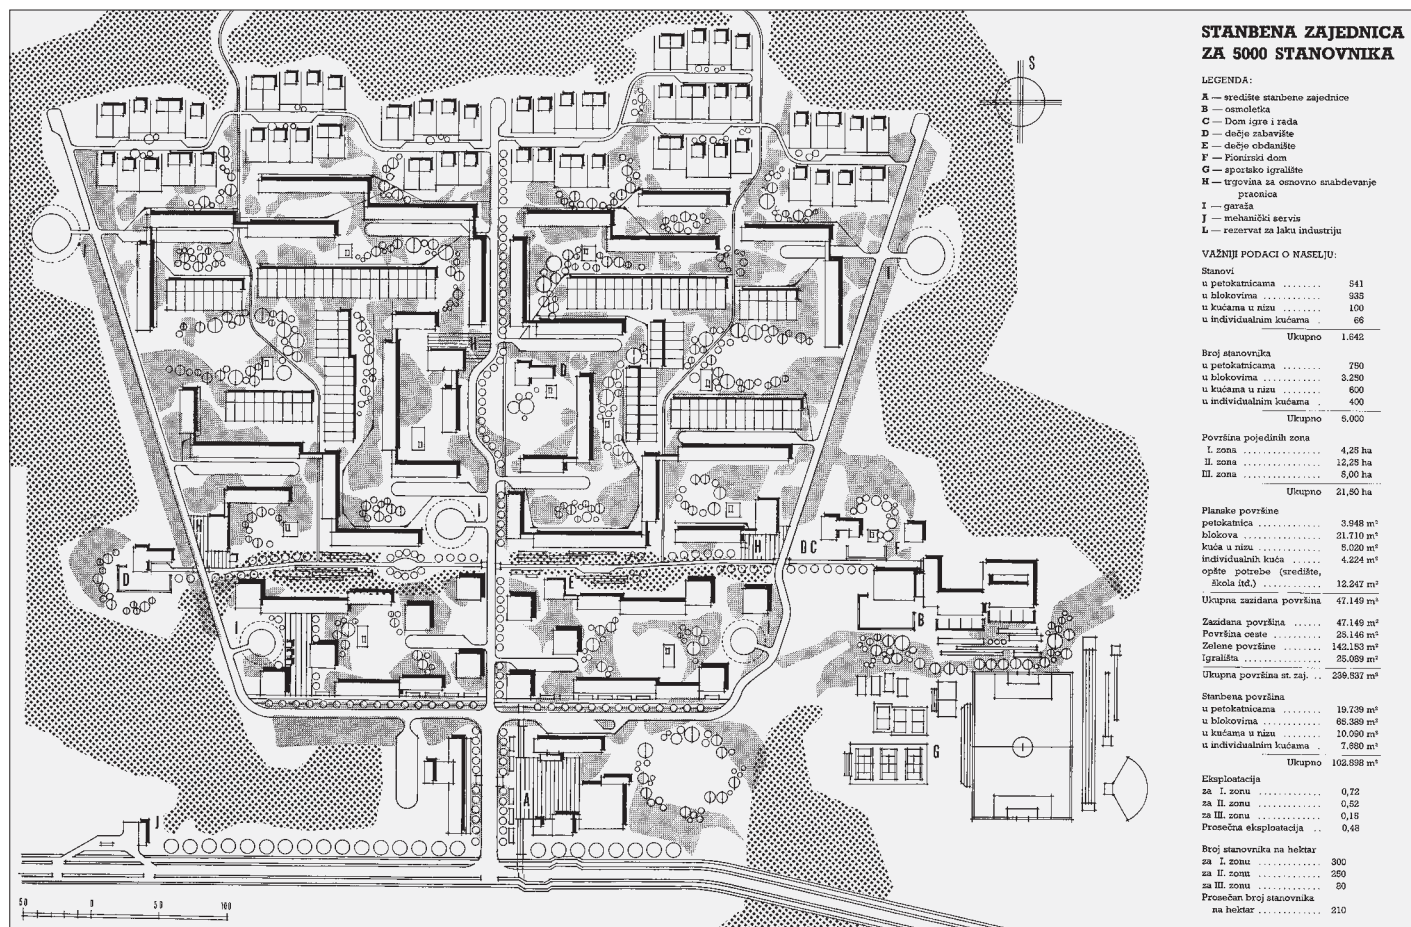 STANBENA ZAJEDNICA
ZA 5000 STANOVNIKA
LEGENDA:
A — središte stanbene zajednice
B — osmoletka
C — Dom igre i rada
D — dečje zabavište
E — dečje obdanište
F — Pionirski dom
G — sportsko igralište
H — trgovina za osnovno snabdevanje
praonica
I — garaža
J — mehanički servis
L — rezervat za laku industriju
VAŽNIJI PODACI O NASELJU:
Stanovi
u petokatnicama ........ 541
u blokovima ............ 935
u kućama u nizu ....... 100
u individualnim kućama . 66
Ukupno 1.642
Broj stanovnika
u petokatnicama ........ 750
u blokovima ............ 3.250
u kućama u nizu ....... 600
u individualnim kućama . 400
Ukupno 5.000
Površina pojedinih zona
I. zona .............. 4,25 ha
II. zona .............. 12,25 ha
III. zona .............. 5,00 ha
Ukupno 21,50 ha
Planske površine
petokatnica ............ 3.948 m²
blokova ................ 21.710 m²
kuća u nizu ............ 5.020 m²
individualnih kuća ...... 4.224 m²
opšte potrebe (središte,
škola itd.) ........... 12.247 m²
Ukupna zazidana površina 47.149 m²
Zazidana površina ...... 47.149 m²
Površina ceste ......... 25.146 m²
Zelene površine ........ 142.153 m²
Igrališta .............. 25.089 m²
Ukupna površina st. zaj. .. 239.537 m²
Stanbena površina
u petokatnicama ........ 19.739 m²
u blokovima ............ 65.389 m²
u kućama u nizu ........ 10.090 m²
u individualnim kućama . 7.680 m²
Ukupno 102.898 m²
Eksploatacija
za I. zonu ............ 0,72
za II. zonu ............ 0,52
za III. zonu ............ 0,15
Prosečna eksploatacija .. 0,48
Broj stanovnika na hektar
za I. zonu ............ 300
za II. zonu ............ 250
za III. zonu ............ 80
Prosečan broj stanovnika
na hektar ............. 210
S
I
I
H
D
I
H
H
D C
D
E
B
I
I
G
A
J
50 0 50 100